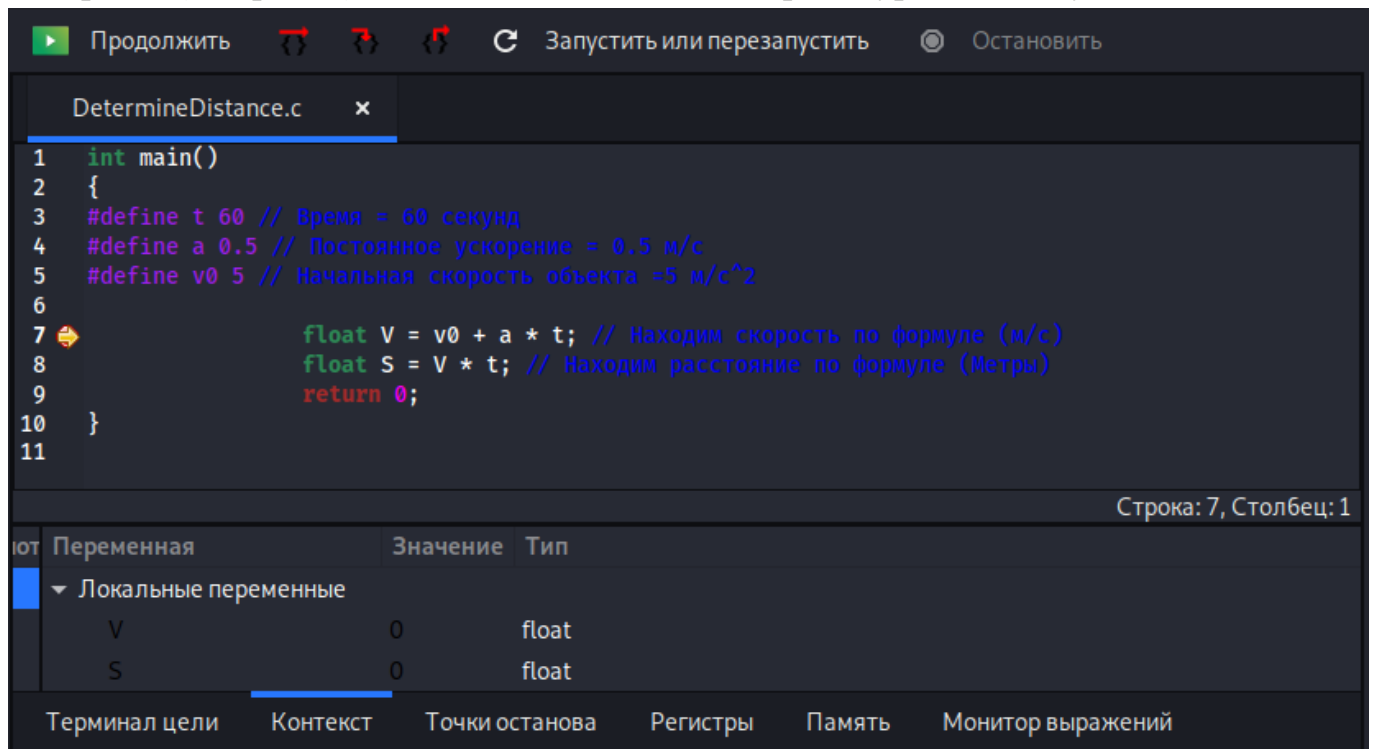 Продолжить Запустить или перезапустить Остановить
DetermineDistance.c ×
1 int main()
2 {
3 #define t 60 // Время = 60 секунд
4 #define a 0.5 // Постоянное ускорение = 0.5 м/с
5 #define v0 5 // Начальная скорость объекта =5 м/с^2
6
7 float V = v0 + a * t; // Находим скорость по формуле (м/с)
8 float S = V * t; // Находим расстояние по формуле (Метры)
9 return 0;
10 }
11
Строка: 7, Столбец: 1
Переменная Значение Тип
Локальные переменные
V 0 float
S 0 float
Терминал цели Контекст Точки останова Регистры Память Монитор выражений